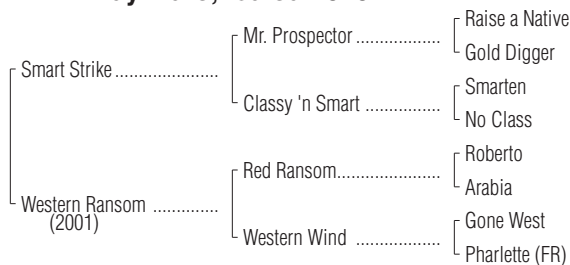 Raise a Native
Mr. Prospector ..................
Gold Digger
Smart Strike ......................
Smarten
Classy 'n Smart ................
No Class
Roberto
Red Ransom......................
Arabia
Western Ransom ..............
(2001)
Gone West
Western Wind ..................
Pharlette (FR)